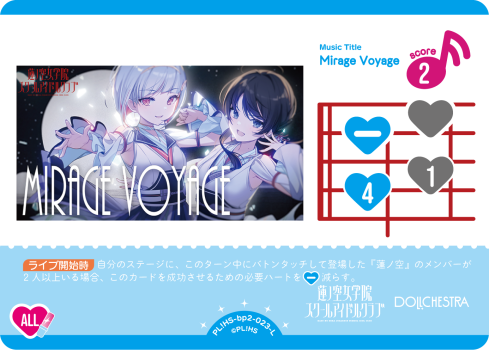 Music Title
Mirage Voyage
score
2
蓮ノ空女学院
スクールアイドルクラブ
MIRAGE VOYAGE
4
1
ライブ開始時 自分のステージに、このターン中にバトンタッチして登場した『蓮ノ空』のメンバーが
2人以上いる場合、このカードを成功させるための必要ハートを減らす。
蓮ノ空女学院
スクールアイドルクラブ
DOLLCHESTRA
ALL
PL!HS-bp2-023-L
©PL!HS